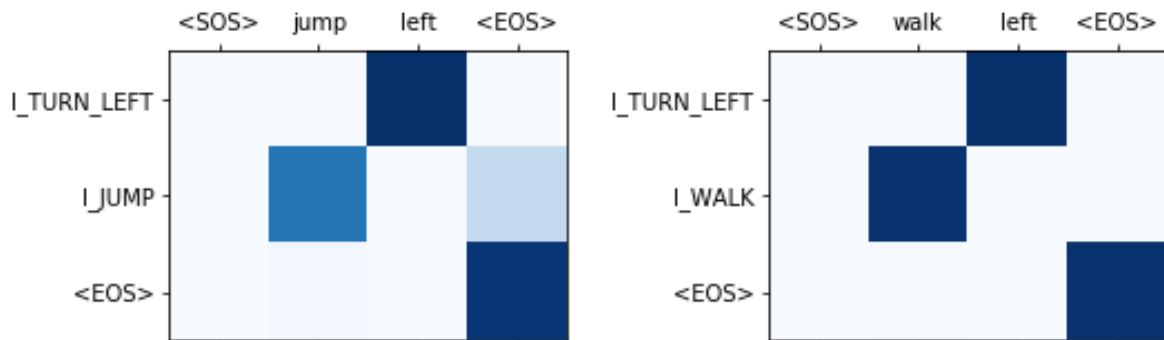 <SOS> jump left <EOS>
I_TURN_LEFT
I_JUMP
<EOS>
<SOS> walk left <EOS>
I_TURN_LEFT
I_WALK
<EOS>